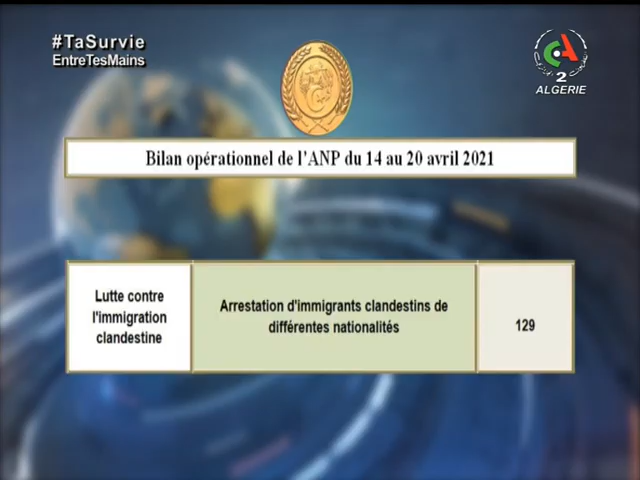 #TaSurvie
EntreTesMains
2
ALGERIE
Bilan opérationnel de l'ANP du 14 au 20 avril 2021
Lutte contre
l'immigration
clandestine
Arrestation d'immigrants clandestins de
différentes nationalités
129